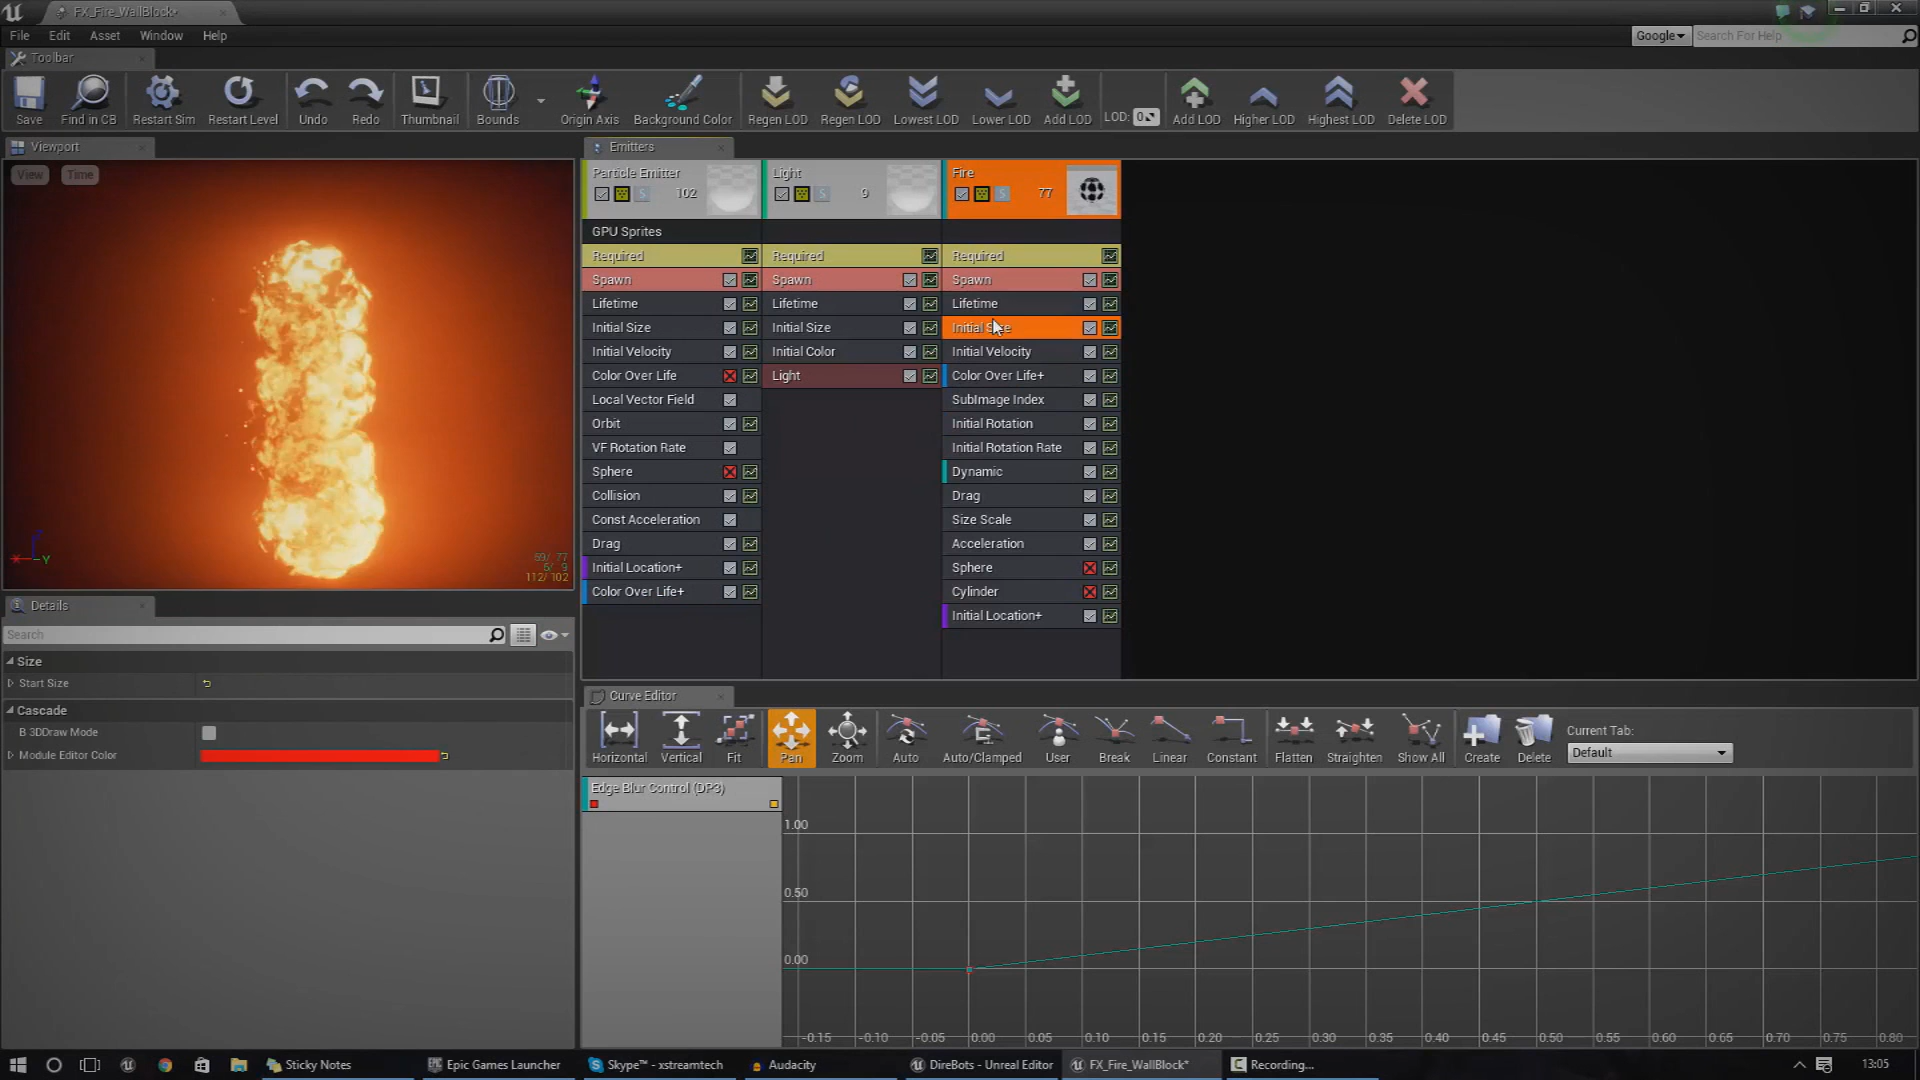 FX_Fire_WallBlock*
File Edit Asset Window Help
Google
Search For Help
Toolbar
Save
Find in CB
Restart Sim
Restart Level
Undo
Redo
Thumbnail
Bounds
Origin Axis
Background Color
Regen LOD
Regen LOD
Lowest LOD
Lower LOD
Add LOD
LOD: 0
Add LOD
Higher LOD
Highest LOD
Delete LOD
Viewport
View
Time
Y
69/ 77
6/ 9
112/ 102
Emitters
Particle Emitter
102
Light
9
Fire
77
GPU Sprites
Required
Spawn
Lifetime
Initial Size
Initial Velocity
Color Over Life
Local Vector Field
Orbit
VF Rotation Rate
Sphere
Collision
Const Acceleration
Drag
Initial Location+
Color Over Life+
Required
Spawn
Lifetime
Initial Size
Initial Color
Light
Required
Spawn
Lifetime
Initial Size
Initial Velocity
Color Over Life+
SubImage Index
Initial Rotation
Initial Rotation Rate
Dynamic
Drag
Size Scale
Acceleration
Sphere
Cylinder
Initial Location+
Details
Search
Size
Start Size
Cascade
B 3DDraw Mode
Module Editor Color
Curve Editor
Horizontal
Vertical
Fit
Pan
Zoom
Auto
Auto/Clamped
User
Break
Linear
Constant
Flatten
Straighten
Show All
Create
Delete
Current Tab:
Default
Edge Blur Control (DP3)
1.00
0.50
0.00
-0.15 -0.10 -0.05 0.00 0.05 0.10 0.15 0.20 0.25 0.30 0.35 0.40 0.45 0.50 0.55 0.60 0.65 0.70 0.75 0.80
Sticky Notes
Epic Games Launcher
Skype™ - xstreamtech
Audacity
DireBots - Unreal Editor
FX_Fire_WallBlock*
Recording...
13:05